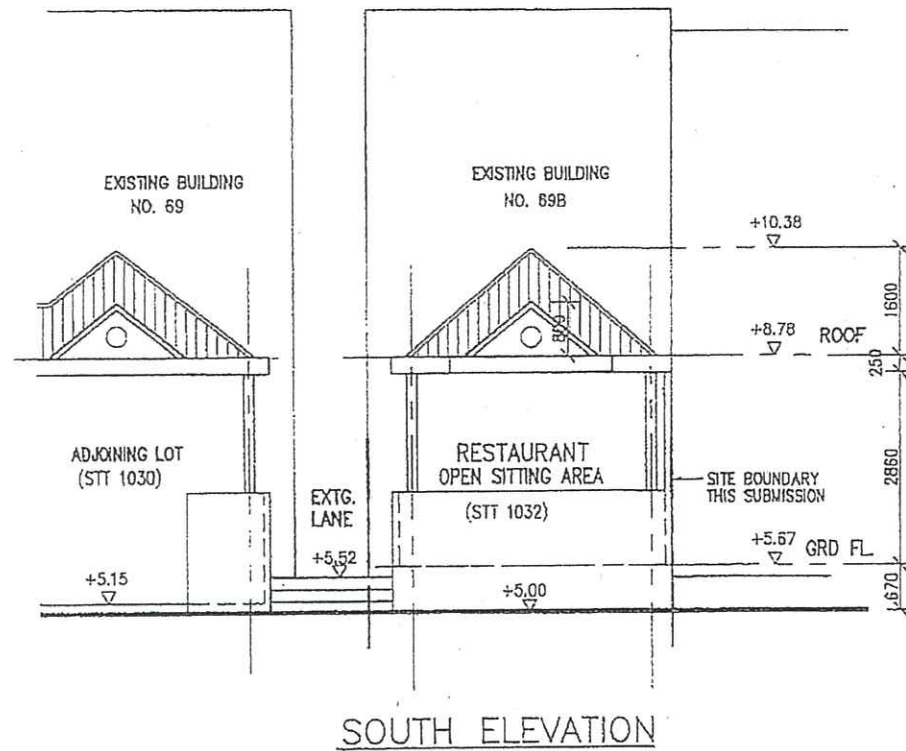 EXISTING BUILDING
NO. 69
EXISTING BUILDING
NO. 69B
+10.38
1600
+8.78
ROOF
250
ADJOINING LOT
(STT 1030)
RESTAURANT
OPEN SITTING AREA
(STT 1032)
EXTG.
LANE
2860
SITE BOUNDARY
THIS SUBMISSION
+5.52
+5.67
GRD FL.
+5.15
+5.00
670
SOUTH ELEVATION